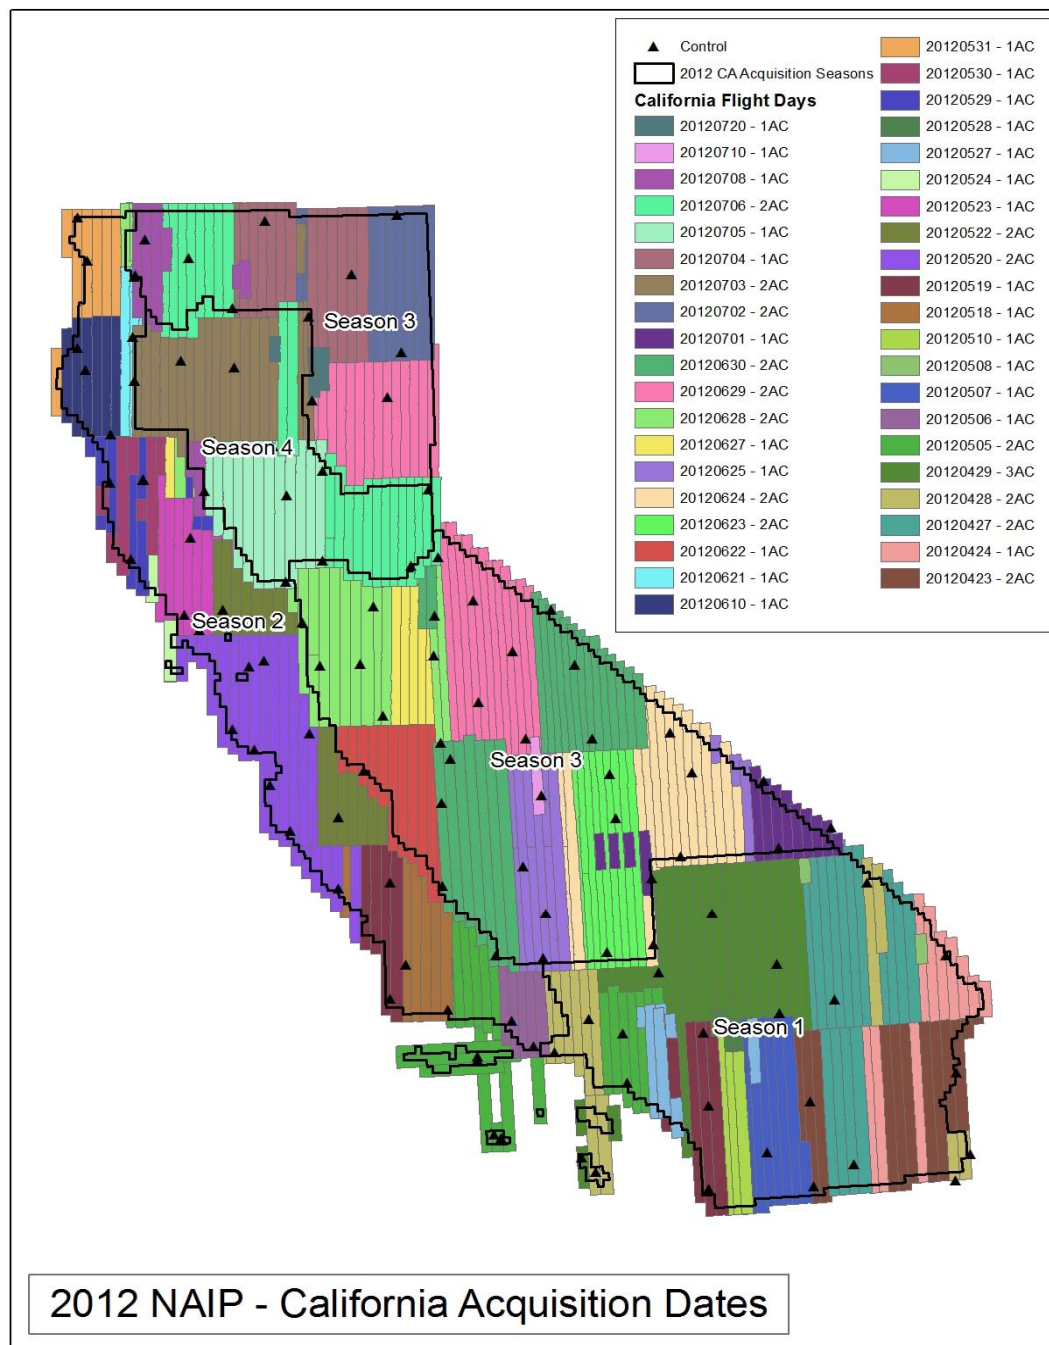 Control
2012 CA Acquisition Seasons
California Flight Days
20120720 - 1AC
20120710 - 1AC
20120708 - 1AC
20120706 - 2AC
20120705 - 1AC
20120704 - 1AC
20120703 - 2AC
20120702 - 2AC
20120701 - 1AC
20120630 - 2AC
20120629 - 2AC
20120628 - 2AC
20120627 - 1AC
20120625 - 1AC
20120624 - 2AC
20120623 - 2AC
20120622 - 1AC
20120621 - 1AC
20120610 - 1AC
20120531 - 1AC
20120530 - 1AC
20120529 - 1AC
20120528 - 1AC
20120527 - 1AC
20120524 - 1AC
20120523 - 1AC
20120522 - 2AC
20120520 - 2AC
20120519 - 1AC
20120518 - 1AC
20120510 - 1AC
20120508 - 1AC
20120507 - 1AC
20120506 - 1AC
20120505 - 2AC
20120429 - 3AC
20120428 - 2AC
20120427 - 2AC
20120424 - 1AC
20120423 - 2AC
Season 3
Season 4
Season 2
Season 3
Season 1
2012 NAIP - California Acquisition Dates